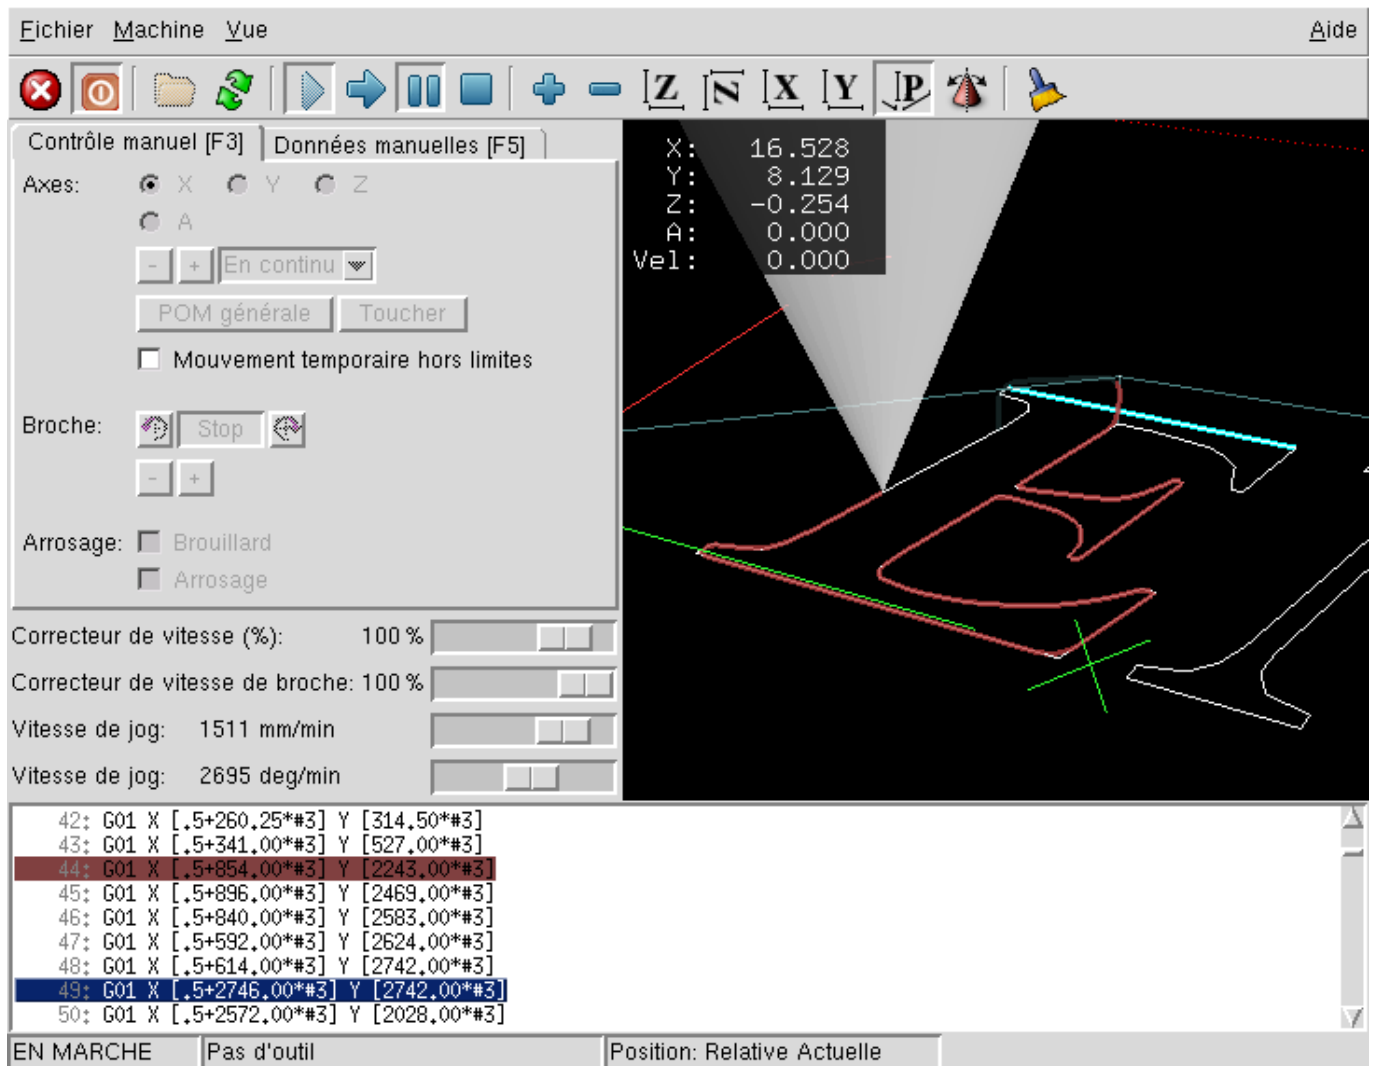 Fichier Machine Vue Aide
Z N X Y P
Contrôle manuel [F3] Données manuelles [F5]
Axes: X Y Z
A
- + En continu
POM générale Toucher
Mouvement temporaire hors limites
Broche: Stop
- +
Arrosage: Brouillard
Arrosage
Correcteur de vitesse (%): 100 %
Correcteur de vitesse de broche: 100 %
Vitesse de jog: 1511 mm/min
Vitesse de jog: 2695 deg/min
X: 16.528
Y: 8.129
Z: -0.254
A: 0.000
Vel: 0.000
42: G01 X [.5+260.25*#3] Y [314.50*#3]
43: G01 X [.5+341.00*#3] Y [527.00*#3]
44: G01 X [.5+854.00*#3] Y [2243.00*#3]
45: G01 X [.5+896.00*#3] Y [2469.00*#3]
46: G01 X [.5+840.00*#3] Y [2583.00*#3]
47: G01 X [.5+592.00*#3] Y [2624.00*#3]
48: G01 X [.5+614.00*#3] Y [2742.00*#3]
49: G01 X [.5+2746.00*#3] Y [2742.00*#3]
50: G01 X [.5+2572.00*#3] Y [2028.00*#3]
EN MARCHE Pas d'outil Position: Relative Actuelle